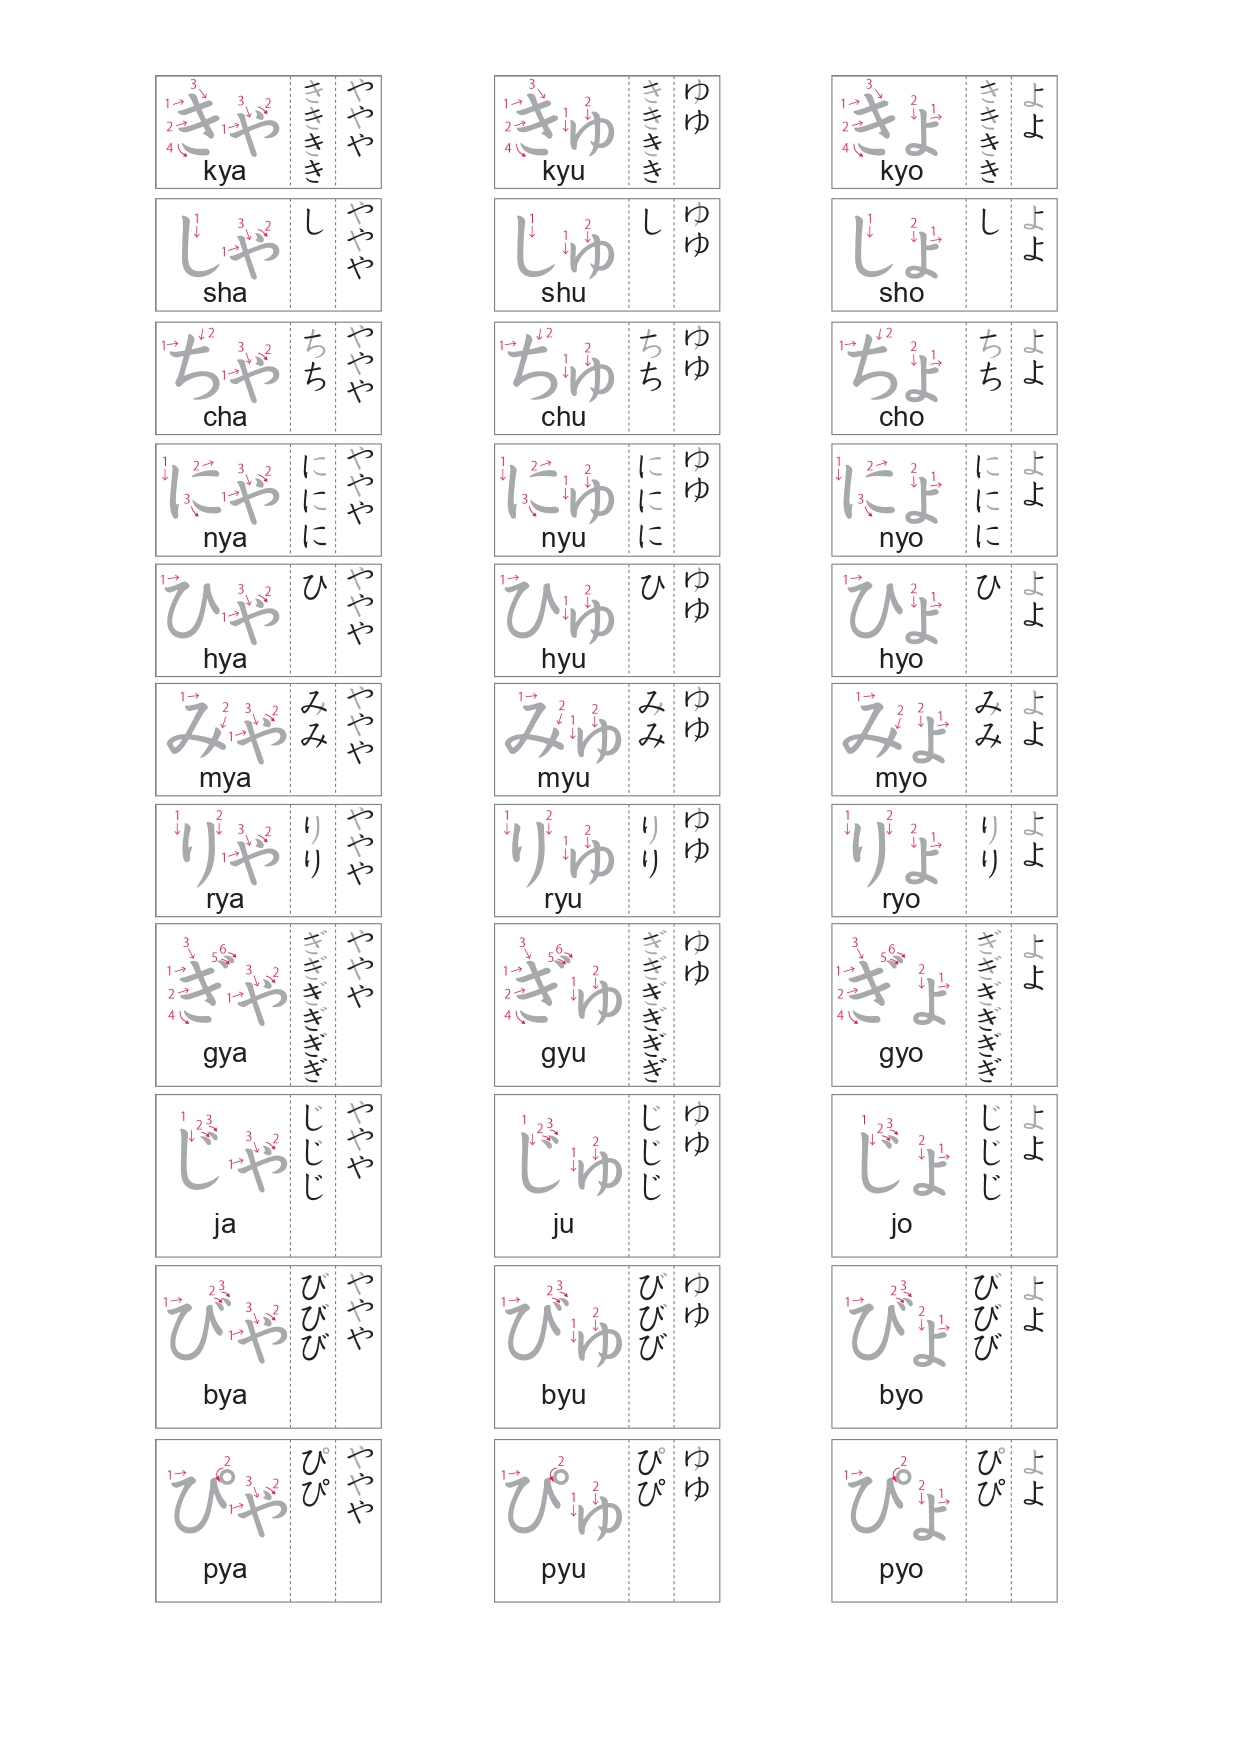 きゃ kya きききき ややや
きゅ kyu きききき ゆゆ
きょ kyo きききき よよ
しゃ sha し ややや
しゅ shu し ゆゆ
しょ sho し よよ
ちゃ cha ちち ややや
ちゅ chu ちち ゆゆ
ちょ cho ちち よよ
にゃ nya ににに ややや
にゅ nyu ににに ゆゆ
にょ nyo ににに よよ
ひゃ hya ひ ややや
ひゅ hyu ひ ゆゆ
ひょ hyo ひ よよ
みゃ mya みみ ややや
みゅ myu みみ ゆゆ
みょ myo みみ よよ
りゃ rya りり ややや
りゅ ryu りり ゆゆ
りょ ryo りり よよ
ぎゃ gya ぎぎぎぎぎぎ ややや
ぎゅ gyu ぎぎぎぎぎぎ ゆゆ
ぎょ gyo ぎぎぎぎぎぎ よよ
じゃ ja じじじ ややや
じゅ ju じじじ ゆゆ
じょ jo じじじ よよ
びゃ bya びびび ややや
びゅ byu びびび ゆゆ
びょ byo びびび よよ
ぴゃ pya ぴぴ ややや
ぴゅ pyu ぴぴ ゆゆ
ぴょ pyo ぴぴ よよ